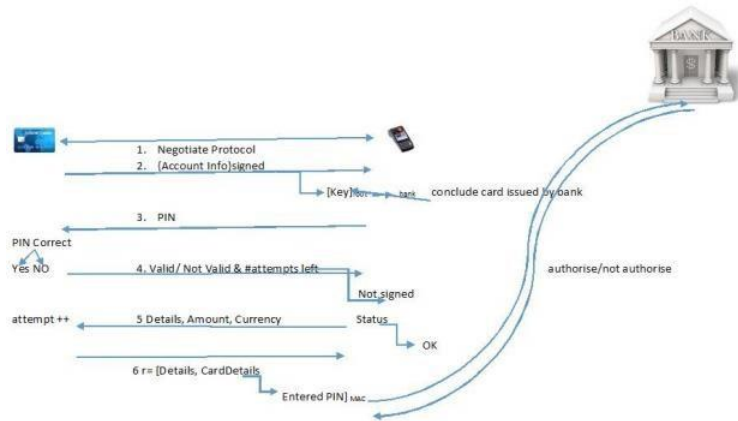 BANK
1. Negotiate Protocol
2. (Account Info)signed
[Key] bank conclude card issued by bank
3. PIN
PIN Correct
Yes NO
4. Valid/ Not Valid & #attempts left
authorise/not authorise
Not signed
attempt ++ 5 Details, Amount, Currency Status
OK
6 r= [Details, CardDetails
Entered PIN] MAC